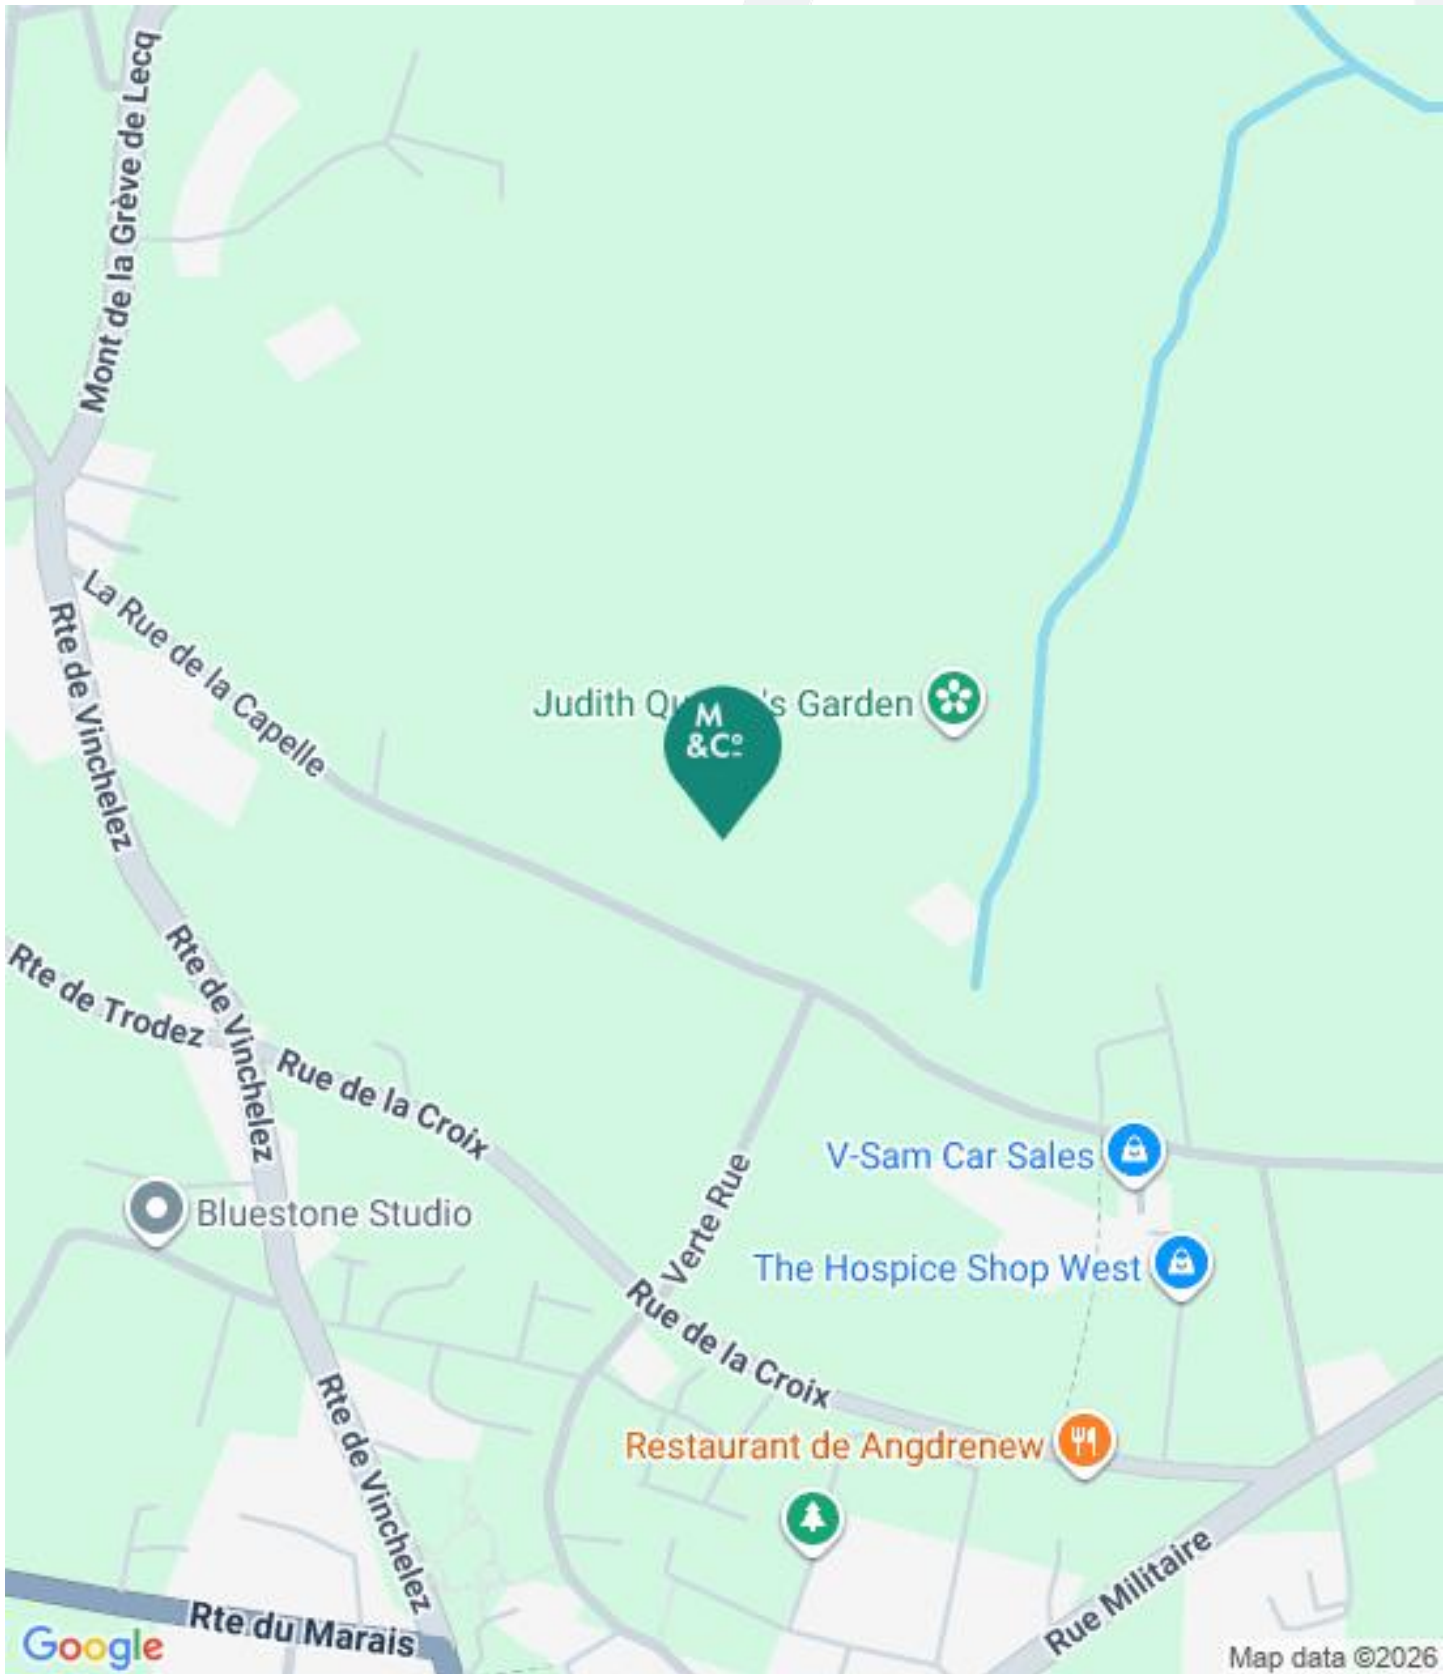 Mont de la Grève de Lecq
La Rue de la Capelle
Rte de Vinchelez
Judith Qu 's Garden
M
&Cº
Rte de Vinchelez
Rte de Trodez
Rue de la Croix
Verte Rue
V-Sam Car Sales
Bluestone Studio
The Hospice Shop West
Rue de la Croix
Rte de Vinchelez
Restaurant de Angdrenew
Rue Militaire
Rte du Marais
Google
Map data ©2026